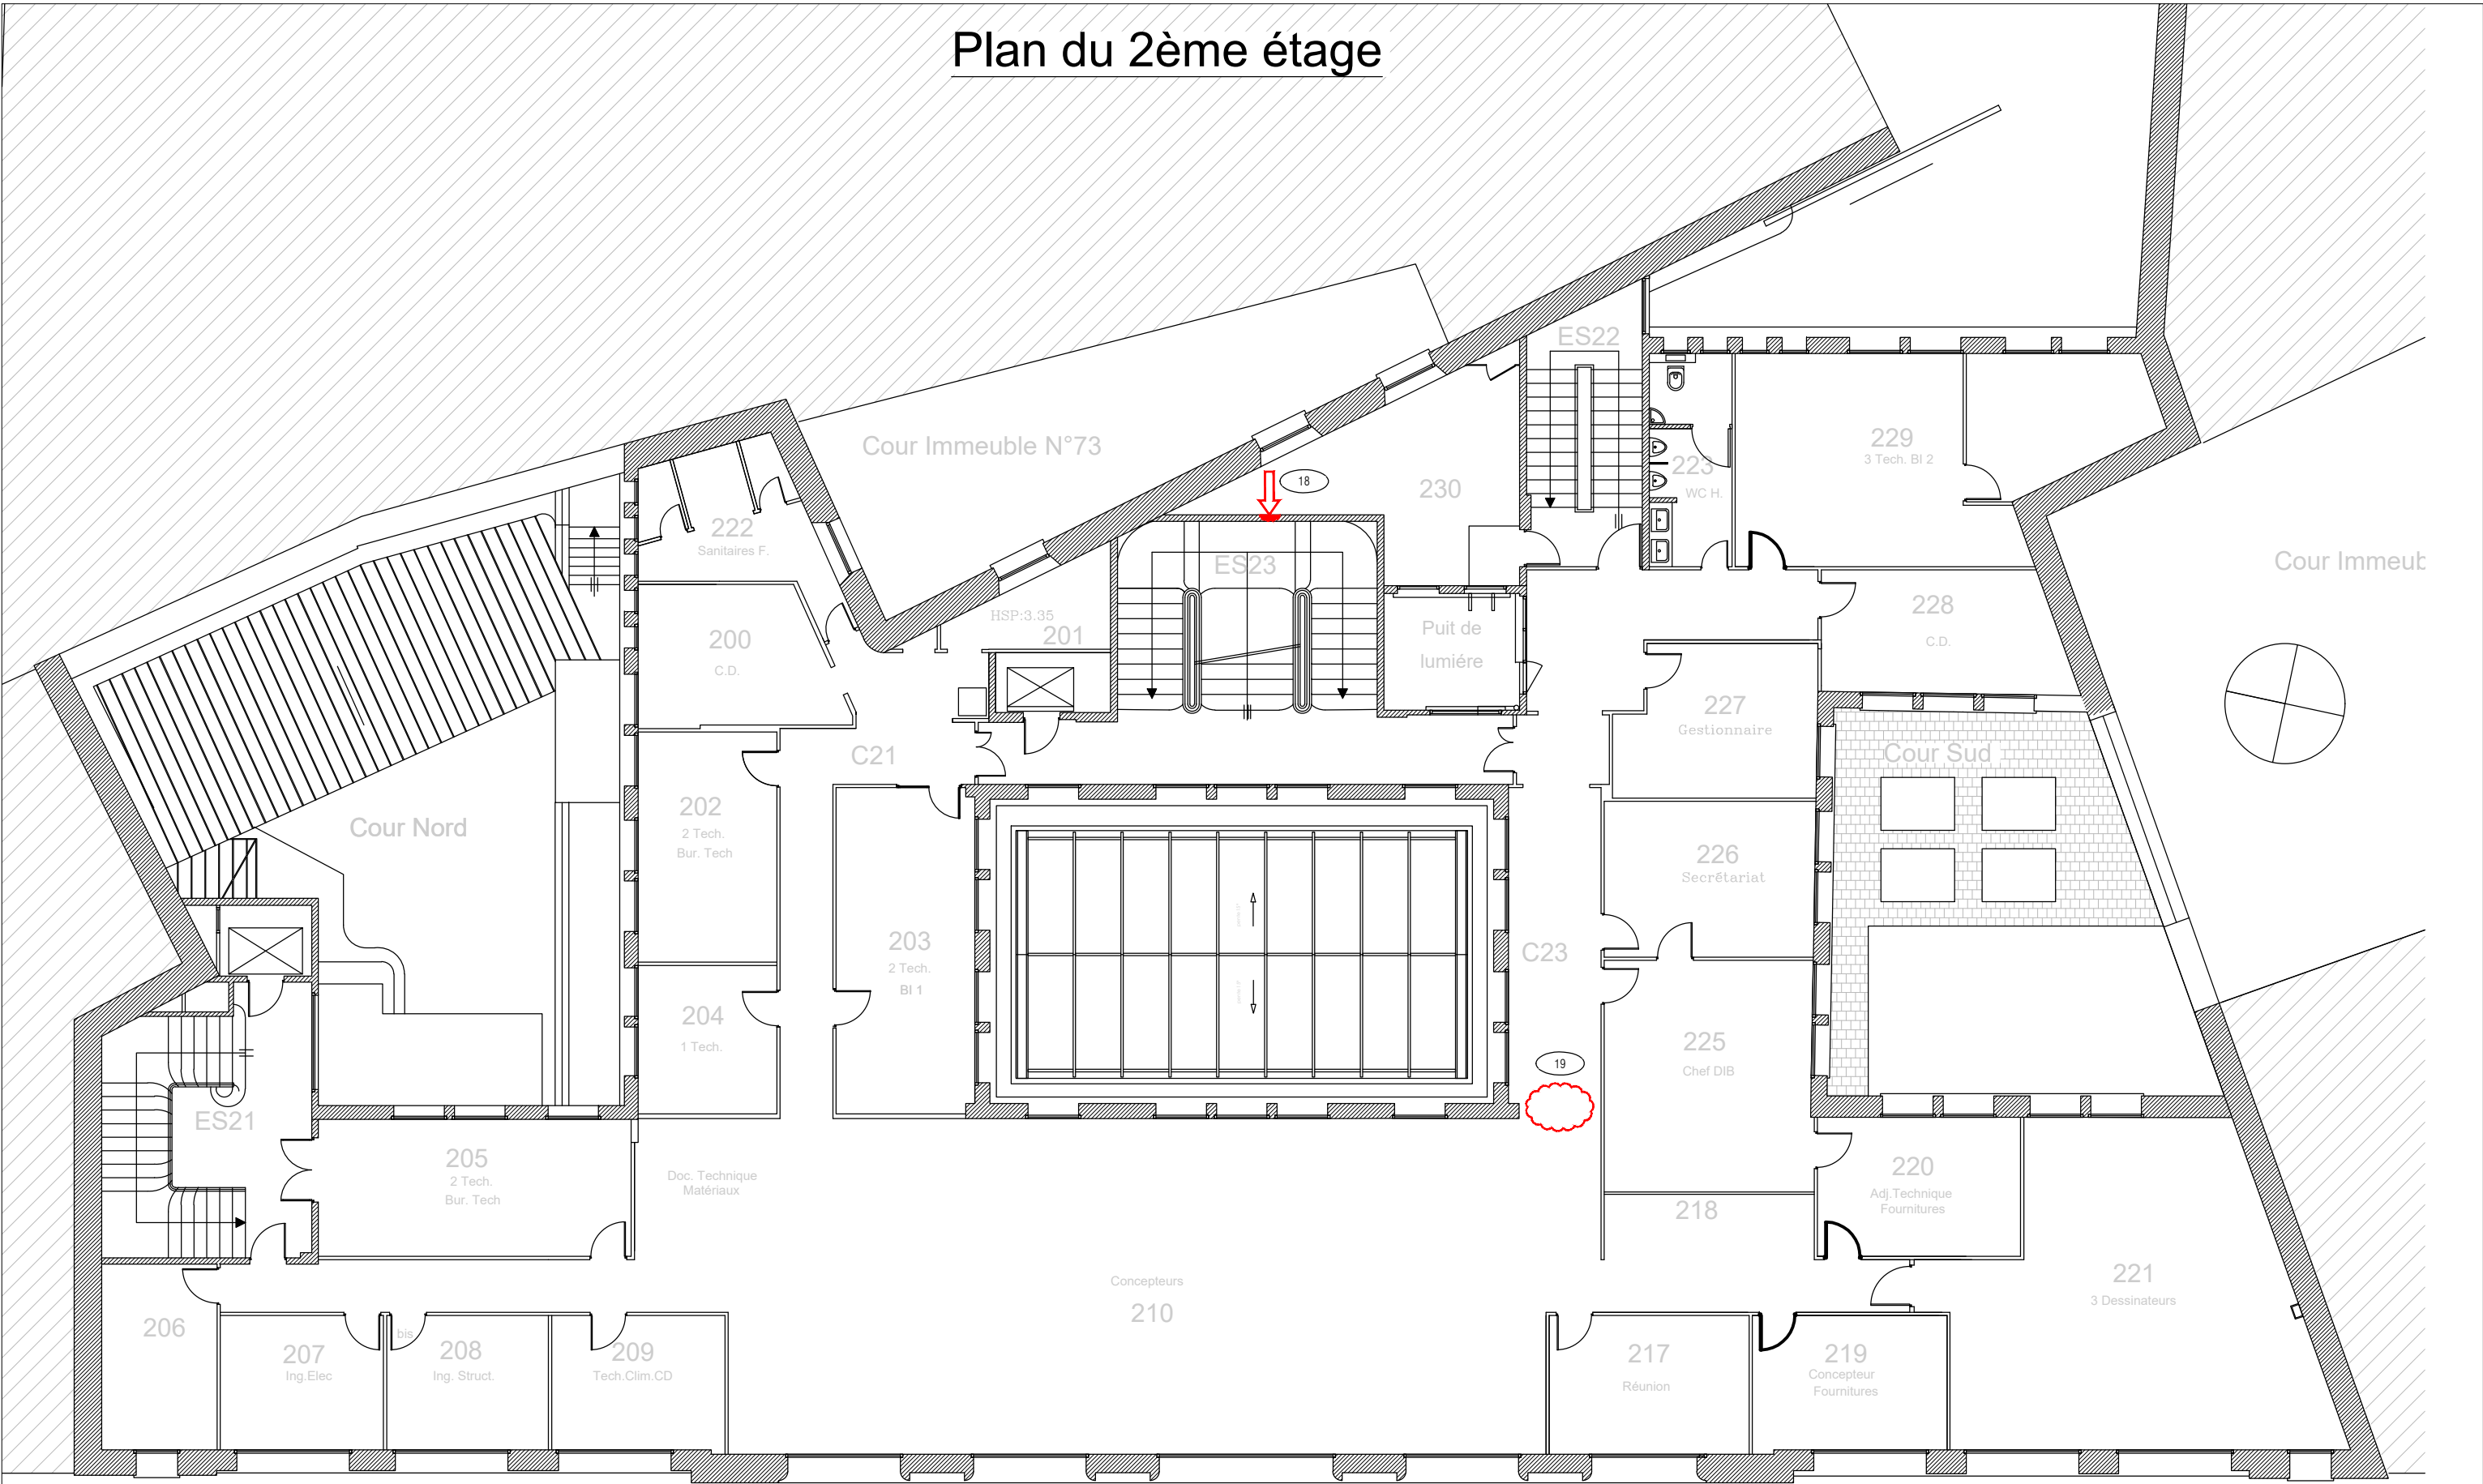 Plan du 2ème étage
ES22
Cour Immeuble N°73
229
3 Tech. BI 2
223
WC H.
18
230
222
Sanitaires F.
ES23
Cour Immeub
HSP:3.35
201
200
C.D.
Puit de
lumiére
228
C.D.
227
Gestionnaire
C21
Cour Sud
202
2 Tech.
Bur. Tech
Cour Nord
226
Secrétariat
203
2 Tech.
BI 1
C23
204
1 Tech.
225
Chef DIB
19
ES21
205
2 Tech.
Bur. Tech
Doc. Technique
Matériaux
220
Adj.Technique
Fournitures
218
Concepteurs
210
221
3 Dessinateurs
206
bis
207
Ing.Elec
208
Ing. Struct.
209
Tech.Clim.CD
217
Réunion
219
Concepteur
Fournitures